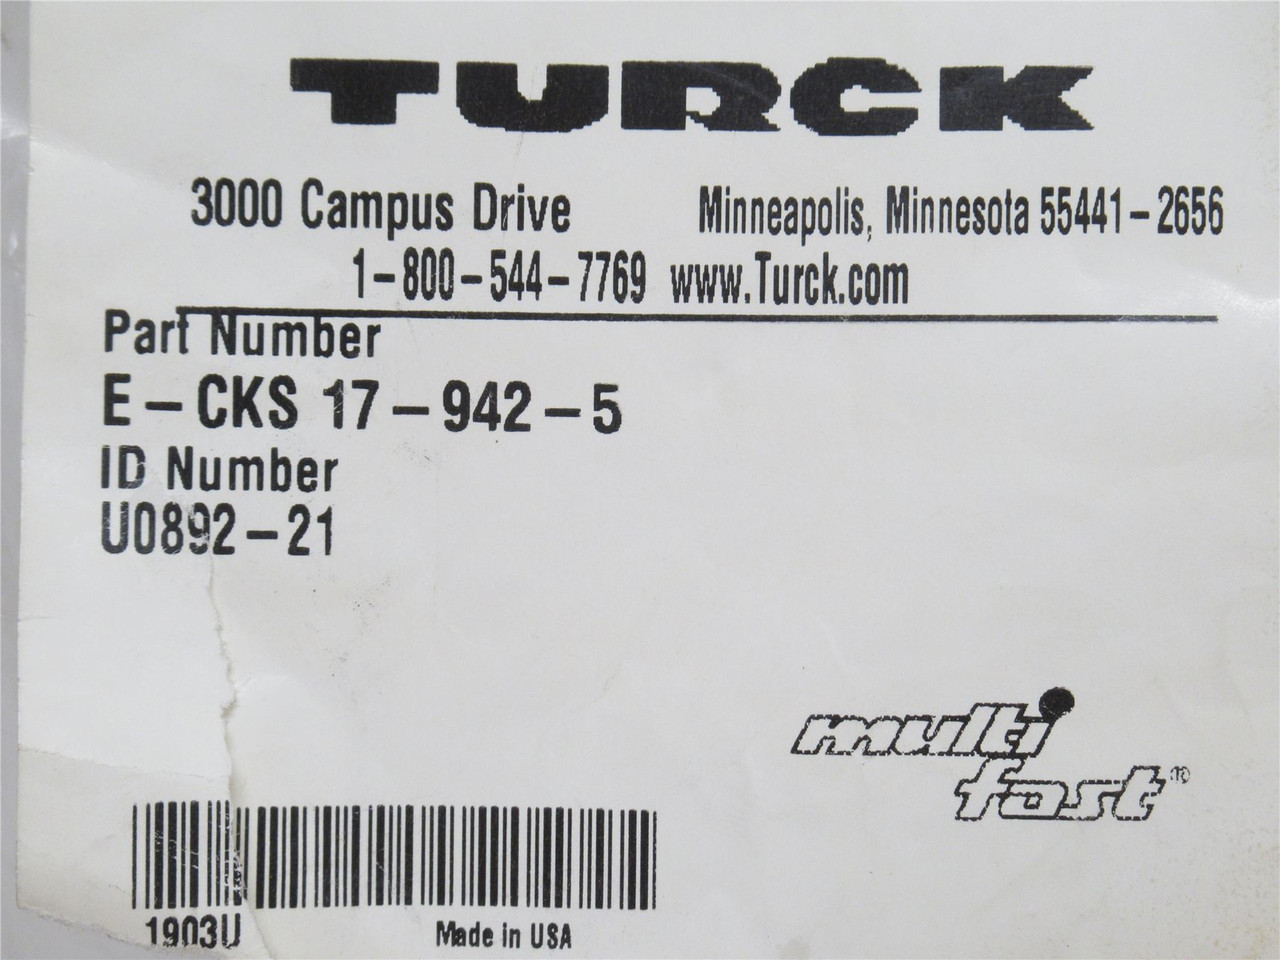 TURCK
3000 Campus Drive Minneapolis, Minnesota 55441-2656
1-800-544-7769 www.Turck.com
Part Number
E-CKS 17-942-5
ID Number
U0892-21
multi
fast®
1903U Made in USA